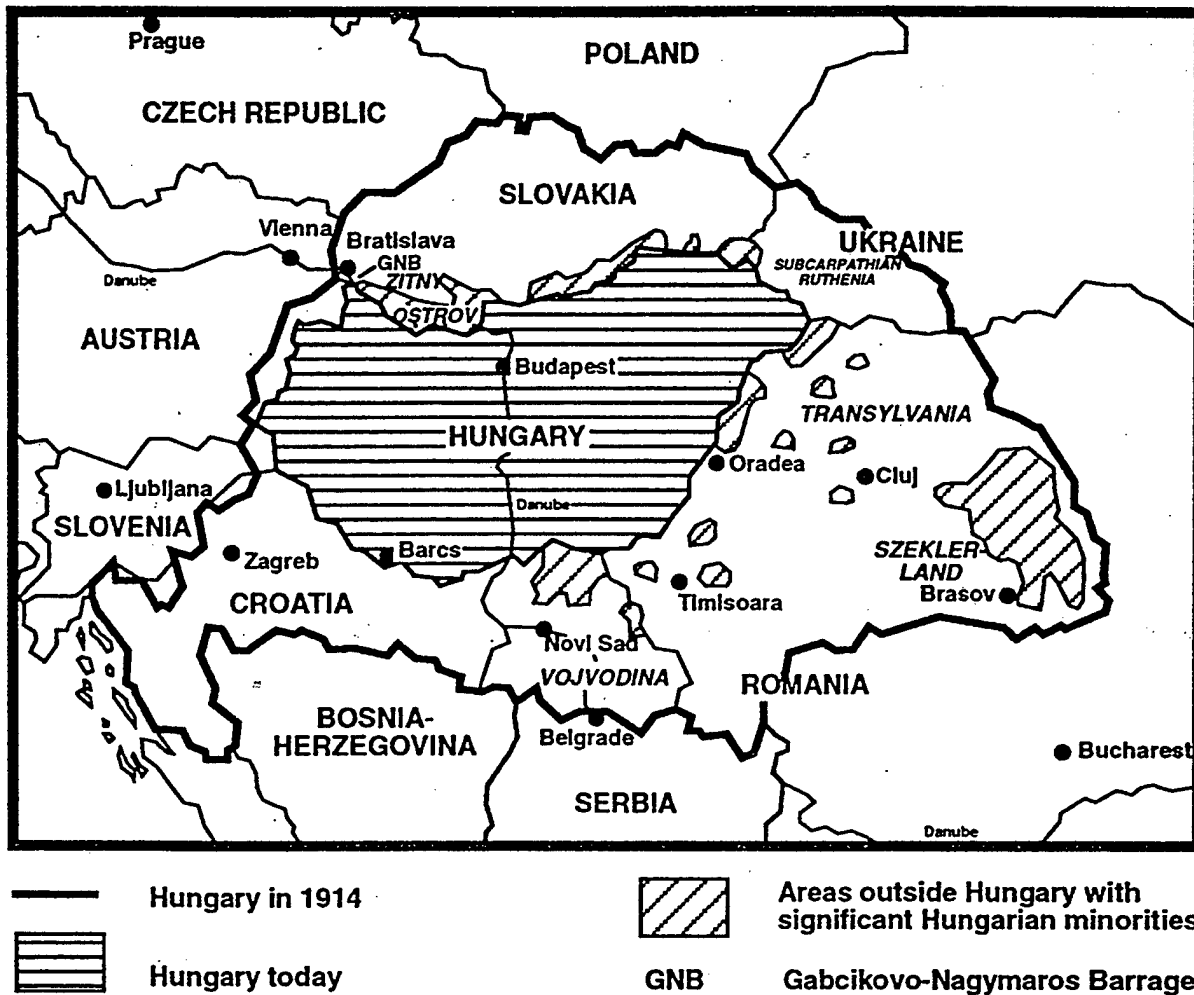 Prague
POLAND
CZECH REPUBLIC
SLOVAKIA
Vienna
Bratislava
GNB
ZITNY
OSTROV
Danube
UKRAINE
SUBCARPATHIAN
RUTHENIA
AUSTRIA
Budapest
TRANSYLVANIA
HUNGARY
Oradea
Cluj
Ljubljana
SLOVENIA
Danube
Zagreb
Barcs
SZEKLER-
LAND
Brasov
CROATIA
Timisoara
Novi Sad
VOJVODINA
ROMANIA
BOSNIA-
HERZEGOVINA
Belgrade
Bucharest
SERBIA
Danube
Hungary in 1914
Areas outside Hungary with
significant Hungarian minorities
Hungary today
GNB Gabcikovo-Nagymaros Barrage